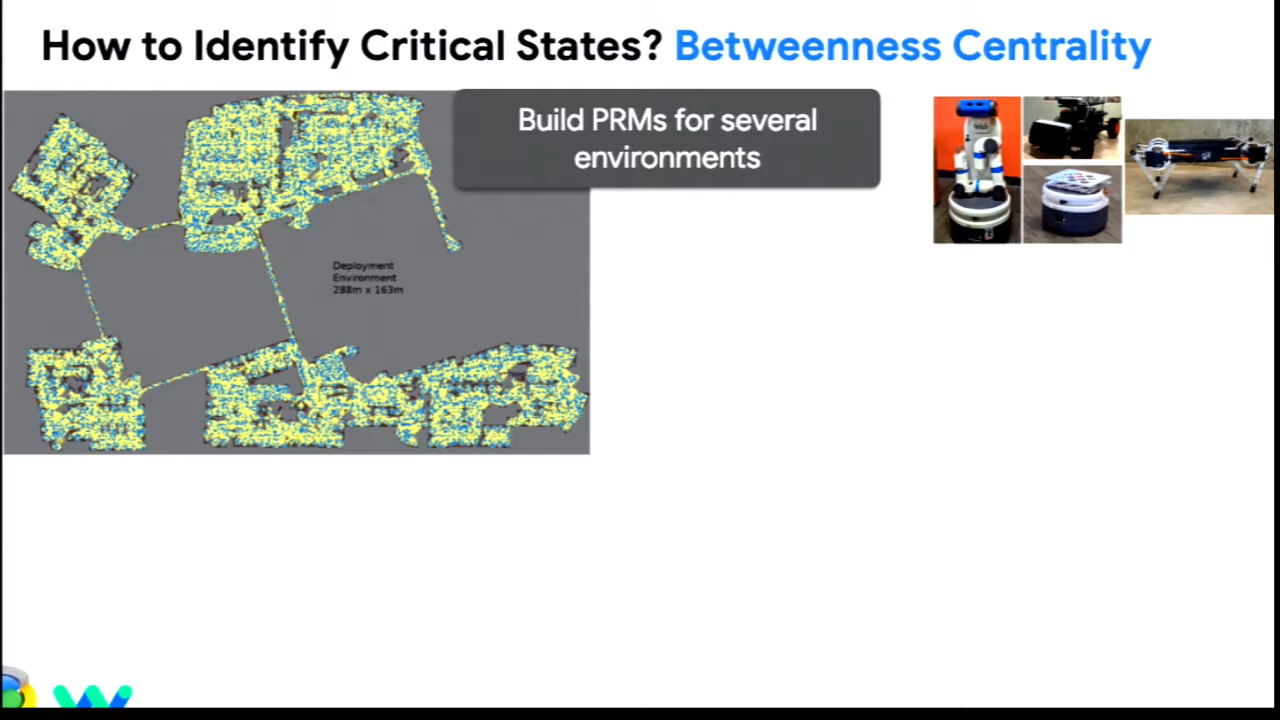 How to Identify Critical States? Betweenness Centrality
Build PRMs for several
environments
Deployment
Environment
288m x 163m